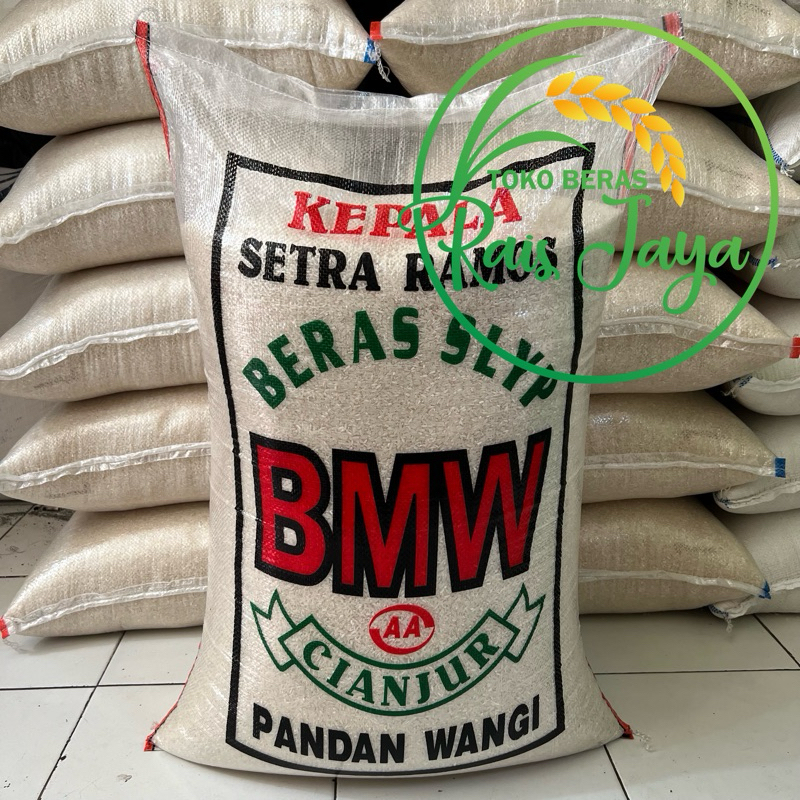 TOKO BERAS
Rais Jaya
KEPALA
SETRA RAMOS
BERAS SLYP
BMW
AA
CIANJUR
PANDAN WANGI